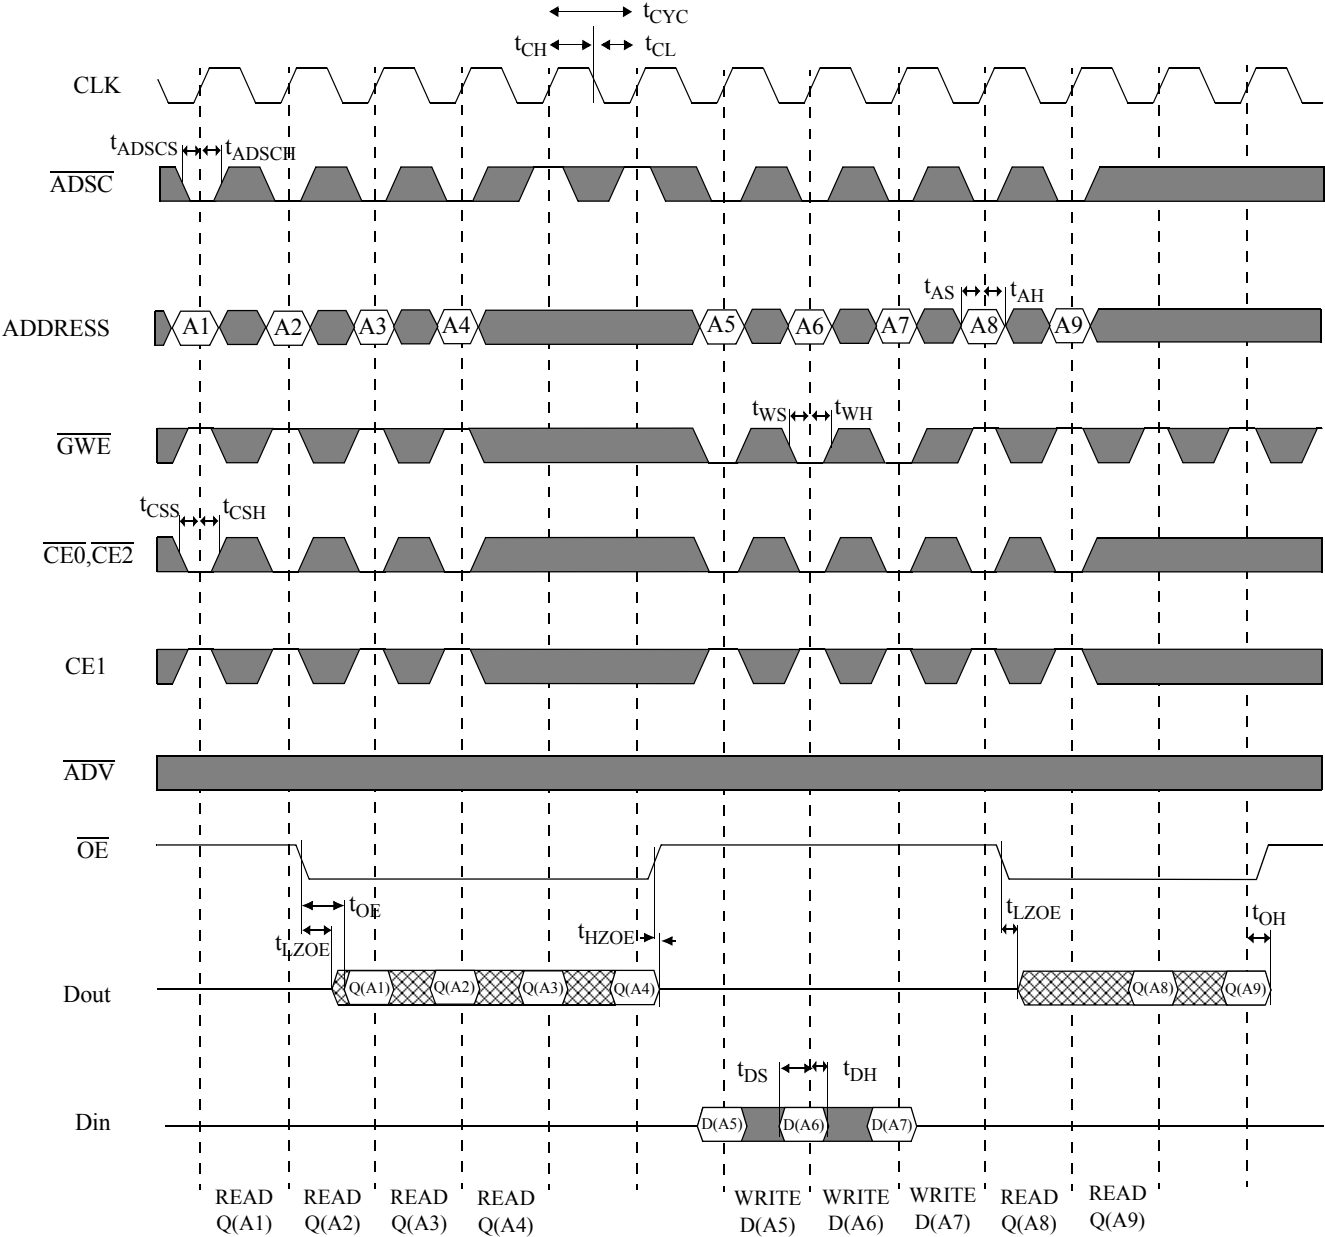 tCYC
tCH tCL
CLK
tADSCS tADSCH
ADSC
tAS tAH
ADDRESS A1 A2 A3 A4 A5 A6 A7 A8 A9
tWS tWH
GWE
tCSS tCSH
CE0,CE2
CE1
ADV
OE
tOE tLZOE
tLZOE tHZOE tOH
Dout Q(A1) Q(A2) Q(A3) Q(A4) Q(A8) Q(A9)
tDS tDH
Din D(A5) D(A6) D(A7)
READ READ READ READ WRITE WRITE WRITE READ READ
Q(A1) Q(A2) Q(A3) Q(A4) D(A5) D(A6) D(A7) Q(A8) Q(A9)